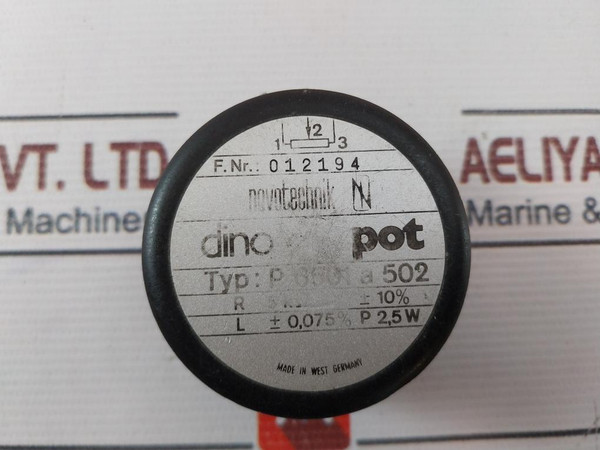 1 2 3
F.Nr.: 012194
novotechnik N
dino pot
Typ: P a 502
R ± 10%
L ± 0,075% P 2,5 W
MADE IN WEST GERMANY
VT. LTD
Machiner
AELIYA
Marine &